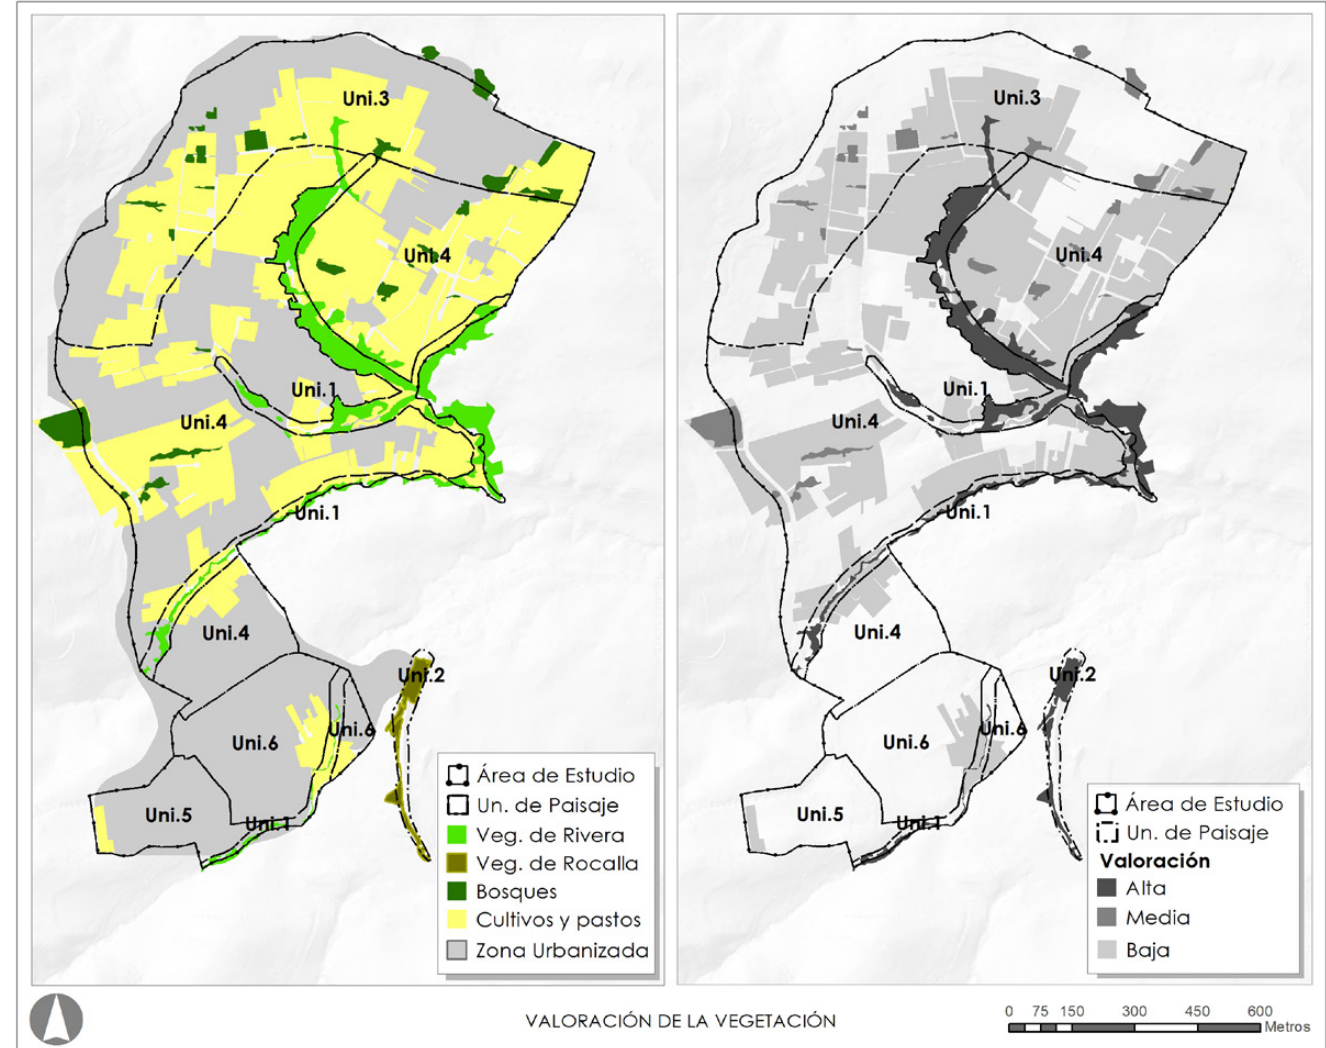 Uni.3
Uni.4
Uni.1
Uni.4
Uni.1
Uni.4
Uni.2
Uni.6
Uni.6
Uni.5
Uni.1
Área de Estudio
Un. de Paisaje
Veg. de Rivera
Veg. de Rocalla
Bosques
Cultivos y pastos
Zona Urbanizada
Uni.3
Uni.4
Uni.1
Uni.4
Uni.1
Uni.4
Uni.2
Uni.6
Uni.6
Uni.5
Uni.1
Área de Estudio
Un. de Paisaje
Valoración
Alta
Media
Baja
VALORACIÓN DE LA VEGETACIÓN
0 75 150 300 450 600
Metros